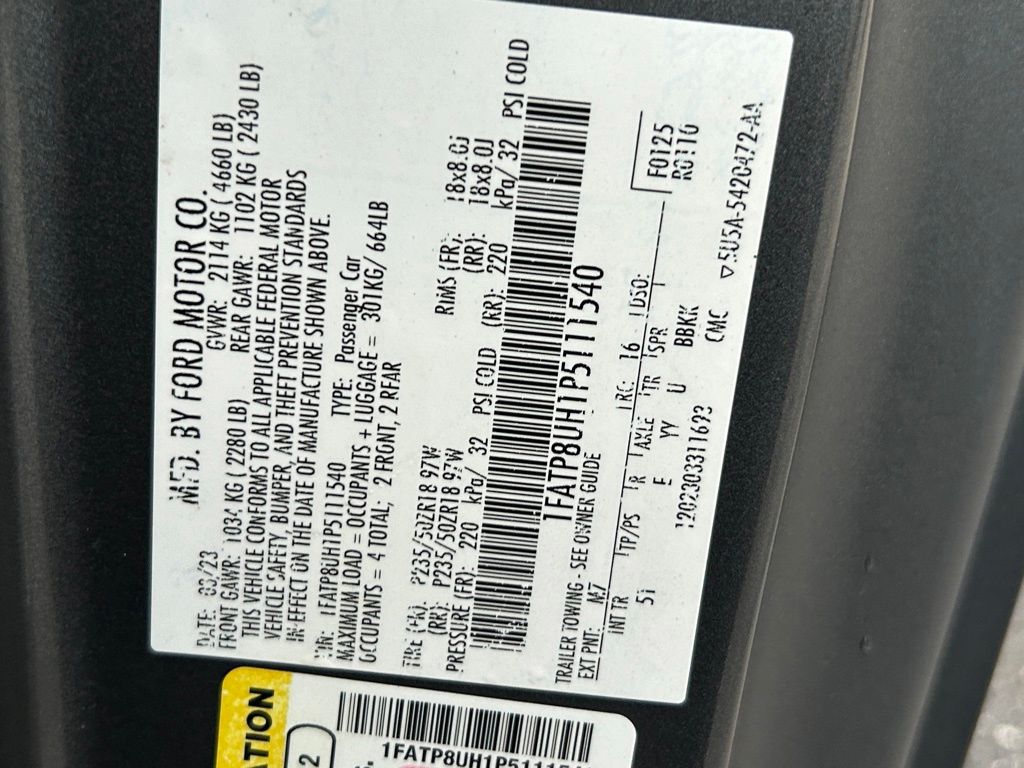 MFD. BY FORD MOTOR CO.
DATE: 03/23 GVWR: 2114 KG ( 4660 LB)
FRONT GAWR: 1034 KG ( 2280 LB) REAR GAWR: 1102 KG ( 2430 LB)
THIS VEHICLE CONFORMS TO ALL APPLICABLE FEDERAL MOTOR
VEHICLE SAFETY, BUMPER, AND THEFT PREVENTION STANDARDS
IN EFFECT ON THE DATE OF MANUFACTURE SHOWN ABOVE.
VIN: 1FATP8UH1P5111540 TYPE: Passenger Car
MAXIMUM LOAD = OCCUPANTS + LUGGAGE = 301KG/ 664LB
OCCUPANTS = 4 TOTAL; 2 FRONT, 2 REAR
TIRE (FR): P235/50ZR18 97W RIMS (FR): 18x8.0J
(RR): P235/50ZR18 97W (RR): 18x8.0J
PRESSURE (FR): 220 kPa/ 32 PSI COLD (RR): 220 kPa/ 32 PSI COLD
1FATP8UH1P5111540
TRAILER TOWING - SEE OWNER GUIDE
EXT PNT: M7 RC: 16 DSO: F0125
INT TR TP/PS R AXLE TR SPR R0110
5I E YY U BBKK
CMC
▽5U5A-5420472-AA
ATION
2
1FATP8UH1P51115